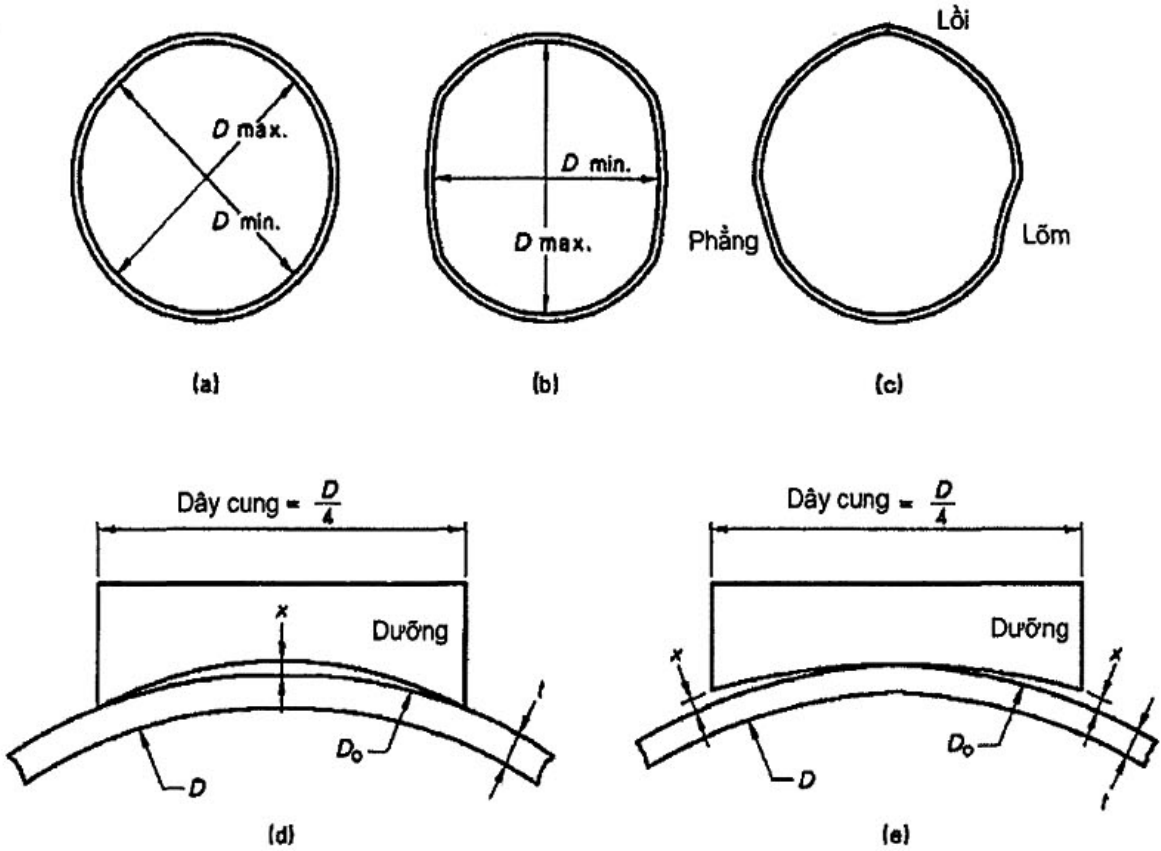 Lồi
D max.
D min.
D min.
D max.
Phẳng
Lõm
(a)
(b)
(c)
Dây cung = D/4
Dây cung = D/4
x
Dưỡng
t
D₀
D
x
Dưỡng
x
D₀
D
t
(d)
(e)